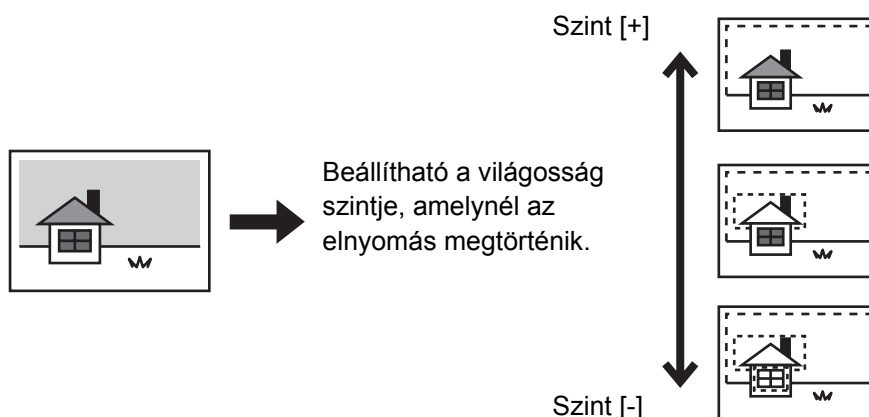 Szint [+]
Beállítható a világosság
szintje, amelynél az
elnyomás megtörténik.
Szint [-]